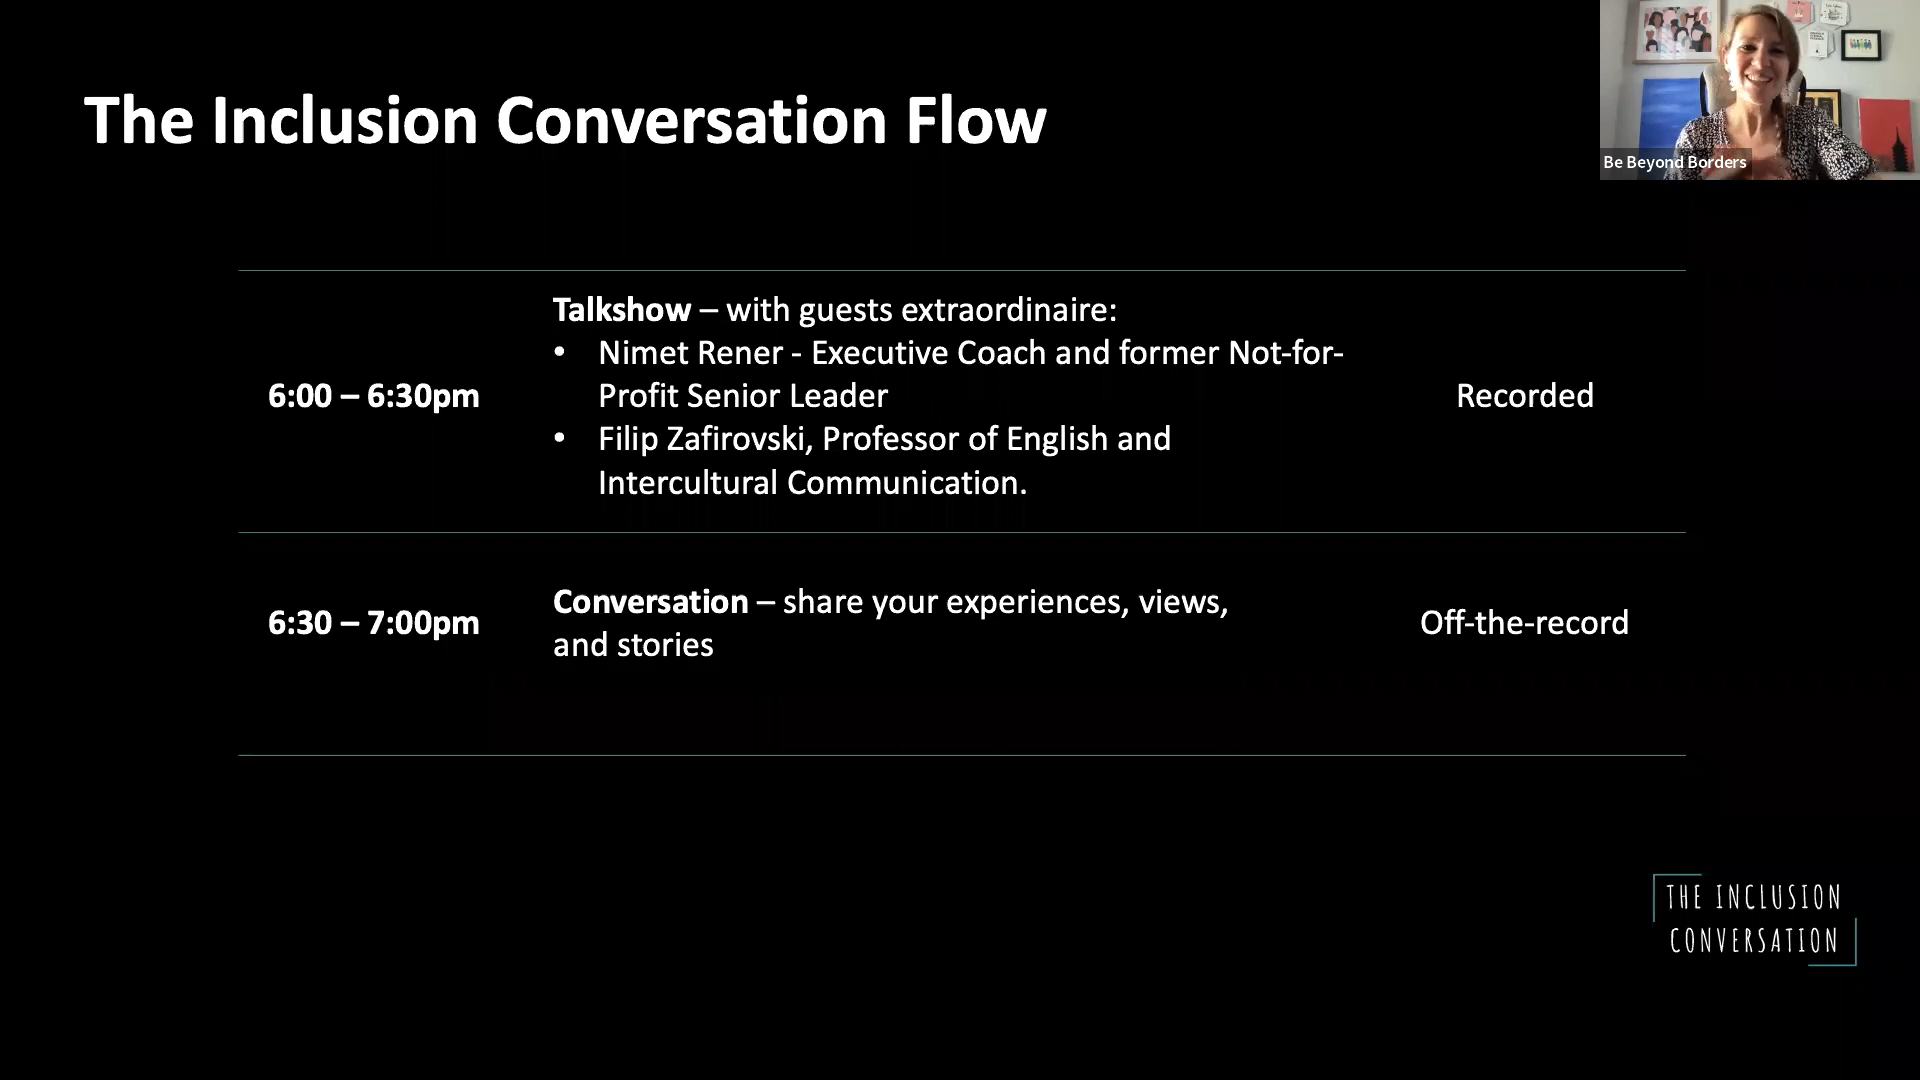 The Inclusion Conversation Flow
Be Beyond Borders
Talkshow – with guests extraordinaire:
• Nimet Rener - Executive Coach and former Not-for-
Profit Senior Leader
• Filip Zafirovski, Professor of English and
Intercultural Communication.
6:00 – 6:30pm
Recorded
6:30 – 7:00pm
Conversation – share your experiences, views,
and stories
Off-the-record
THE INCLUSION
CONVERSATION